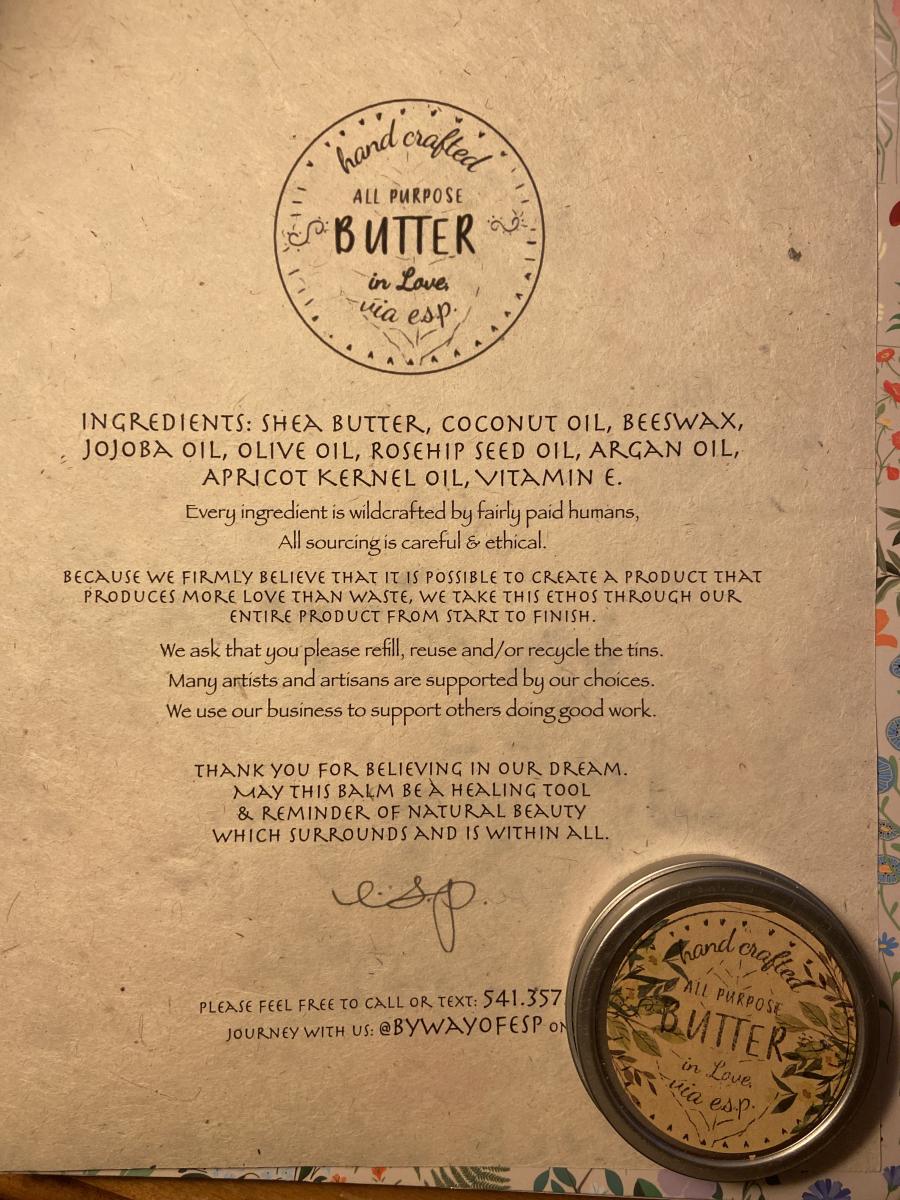 hand crafted
ALL PURPOSE
BUTTER
in Love,
via e.s.p.
INGREDIENTS: SHEA BUTTER, COCONUT OIL, BEESWAX,
JOJOBA OIL, OLIVE OIL, ROSEHIP SEED OIL, ARGAN OIL,
APRICOT KERNEL OIL, VITAMIN E.
Every ingredient is wildcrafted by fairly paid humans,
All sourcing is careful & ethical.
BECAUSE WE FIRMLY BELIEVE THAT IT IS POSSIBLE TO CREATE A PRODUCT THAT
PRODUCES MORE LOVE THAN WASTE, WE TAKE THIS ETHOS THROUGH OUR
ENTIRE PRODUCT FROM START TO FINISH.
We ask that you please refill, reuse and/or recycle the tins.
Many artists and artisans are supported by our choices.
We use our business to support others doing good work.
THANK YOU FOR BELIEVING IN OUR DREAM.
MAY THIS BALM BE A HEALING TOOL
& REMINDER OF NATURAL BEAUTY
WHICH SURROUNDS AND IS WITHIN ALL.
e.s.p.
PLEASE FEEL FREE TO CALL OR TEXT: 541.357
JOURNEY WITH US: @BYWAYOFESP
hand crafted
ALL PURPOSE
BUTTER
in Love,
via e.s.p.